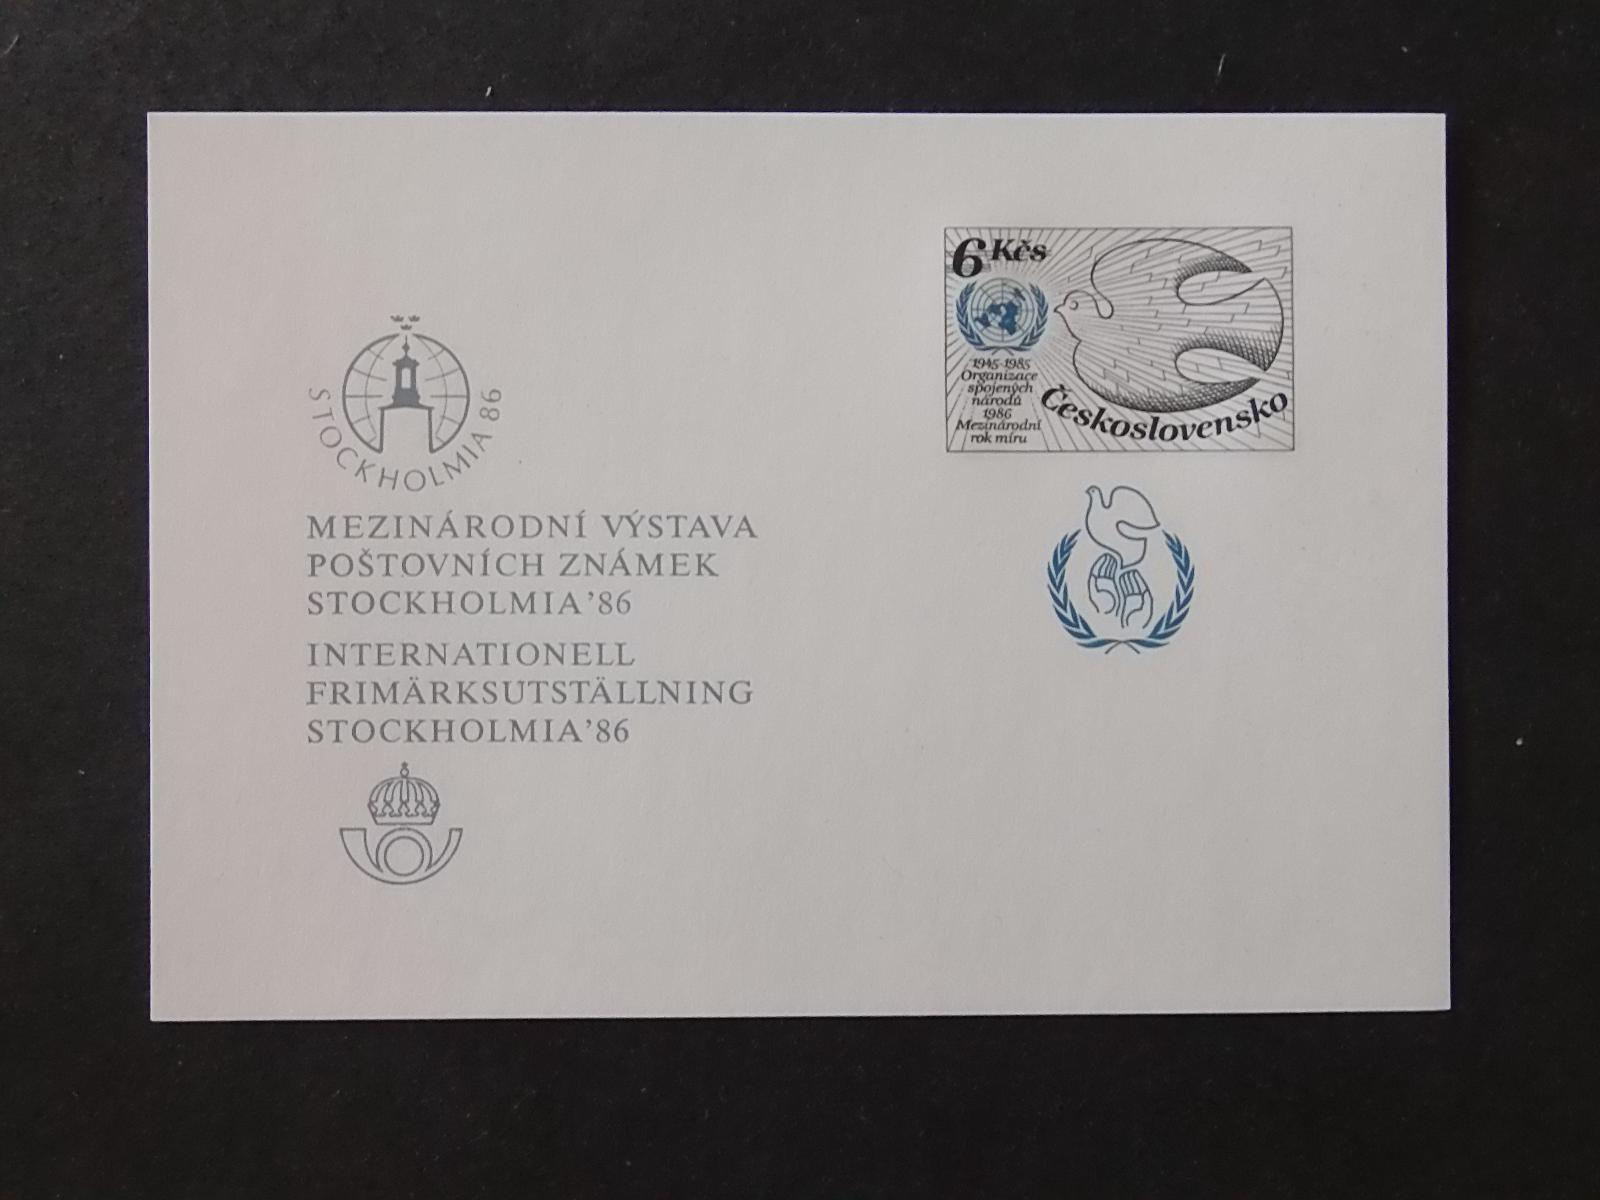 STOCKHOLMIA 86
MEZINÁRODNÍ VÝSTAVA
POŠTOVNÍCH ZNÁMEK
STOCKHOLMIA '86
INTERNATIONELL
FRIMÄRKSUTSTÄLLNING
STOCKHOLMIA '86
6 Kčs
1945-1985
Organizace
spojených
národů
1986
Mezinárodní
rok míru
Československo